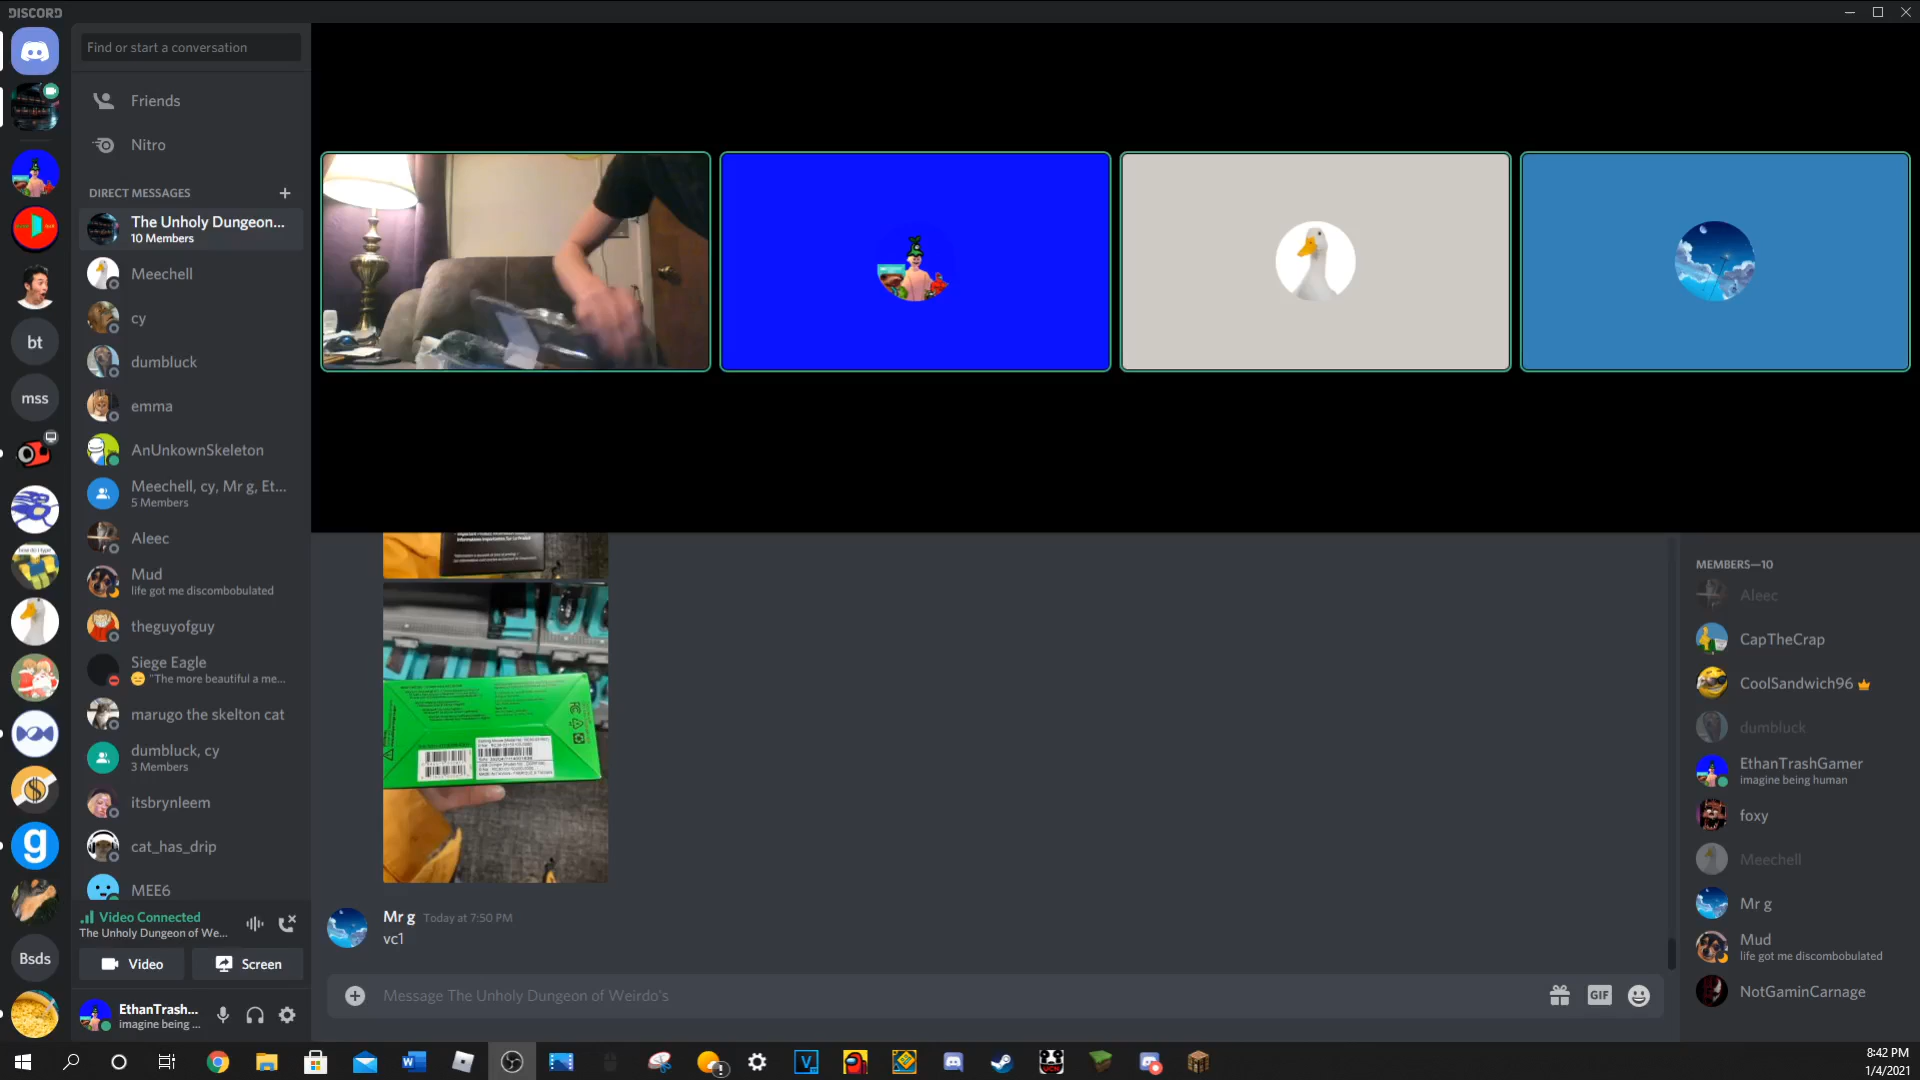 DISCORD
Find or start a conversation
Friends
Nitro
DIRECT MESSAGES
The Unholy Dungeon...
10 Members
Meechell
cy
dumbluck
emma
AnUnkownSkeleton
Meechell, cy, Mr g, Et...
5 Members
Aleec
Mud
life got me discombobulated
theguyofguy
Siege Eagle
"The more beautiful a me...
marugo the skelton cat
dumbluck, cy
3 Members
itsbrynleem
cat_has_drip
MEE6
Video Connected
The Unholy Dungeon of We...
Video
Screen
EthanTrash...
imagine being ...
bt
mss
how do i type
g
Bsds
Mr g Today at 7:50 PM
vc1
Message The Unholy Dungeon of Weirdo's
GIF
MEMBERS—10
Aleec
CapTheCrap
CoolSandwich96
dumbluck
EthanTrashGamer
imagine being human
foxy
Meechell
Mr g
Mud
life got me discombobulated
NotGaminCarnage
8:42 PM
1/4/2021